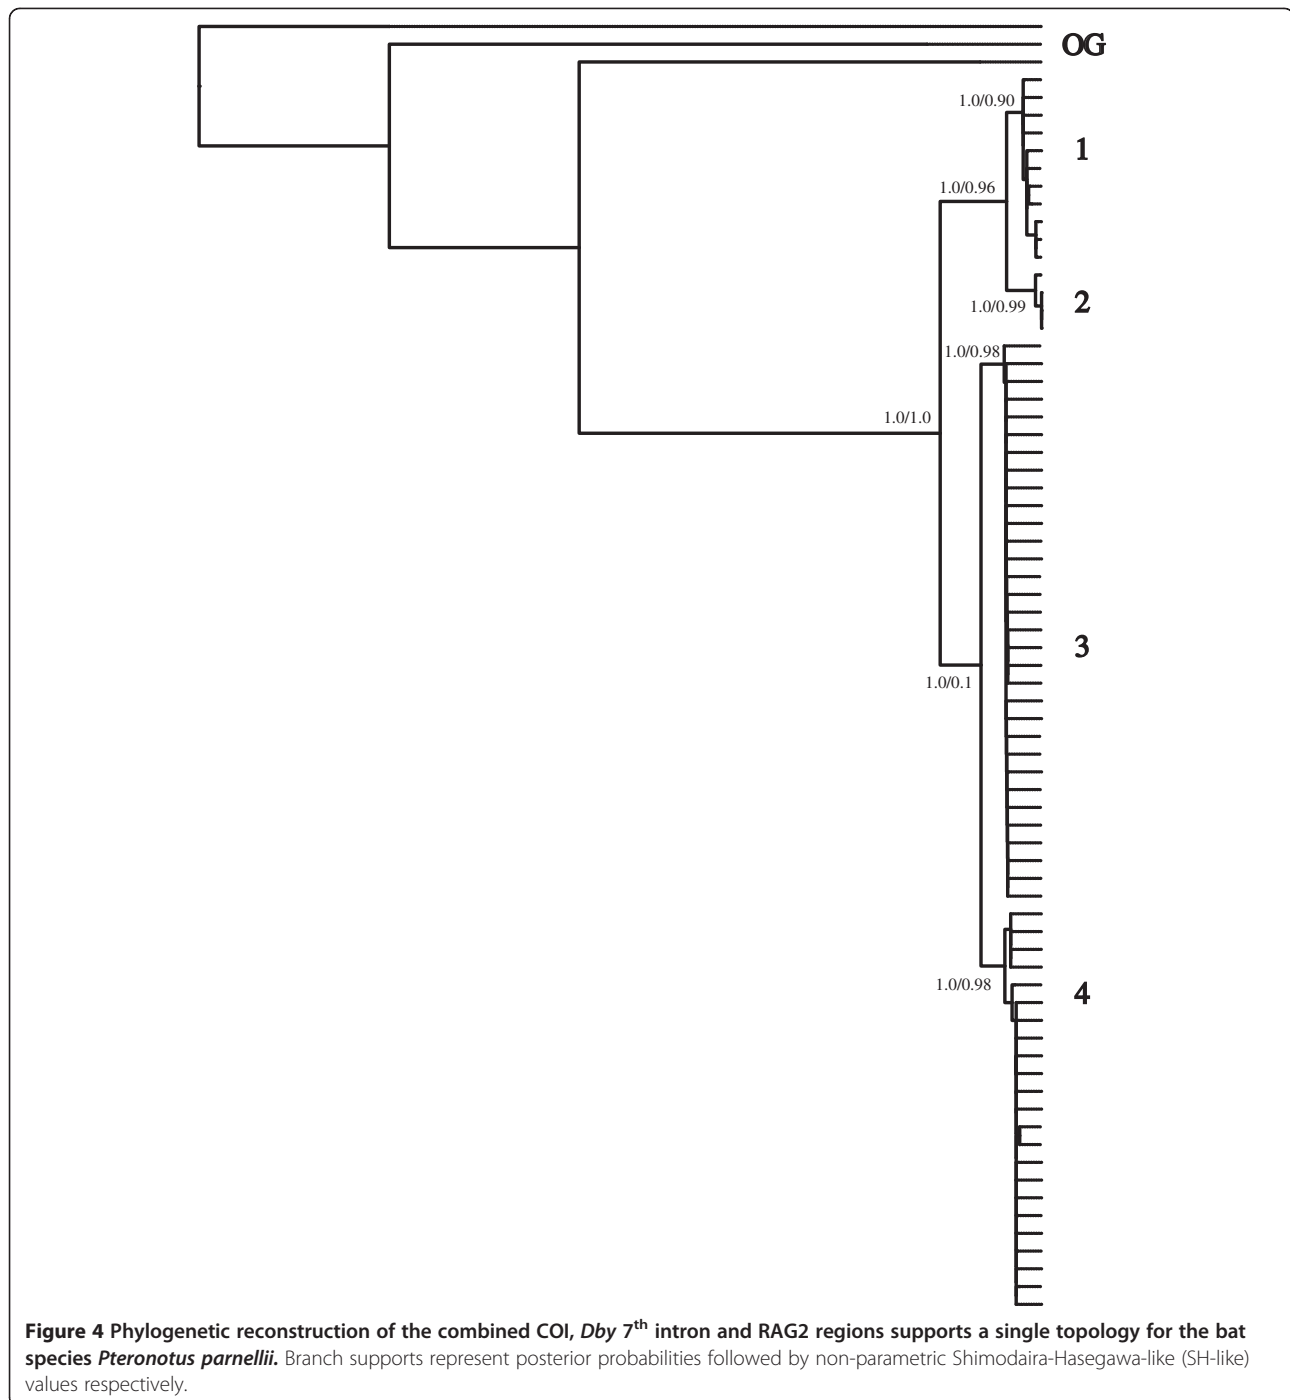 OG
1.0/0.90
1
1.0/0.96
2
1.0/0.99
1.0/0.98
1.0/1.0
3
1.0/0.1
1.0/0.98
4
Figure 4 Phylogenetic reconstruction of the combined COI, Dby 7th intron and RAG2 regions supports a single topology for the bat
species Pteronotus parnellii. Branch supports represent posterior probabilities followed by non-parametric Shimodaira-Hasegawa-like (SH-like)
values respectively.